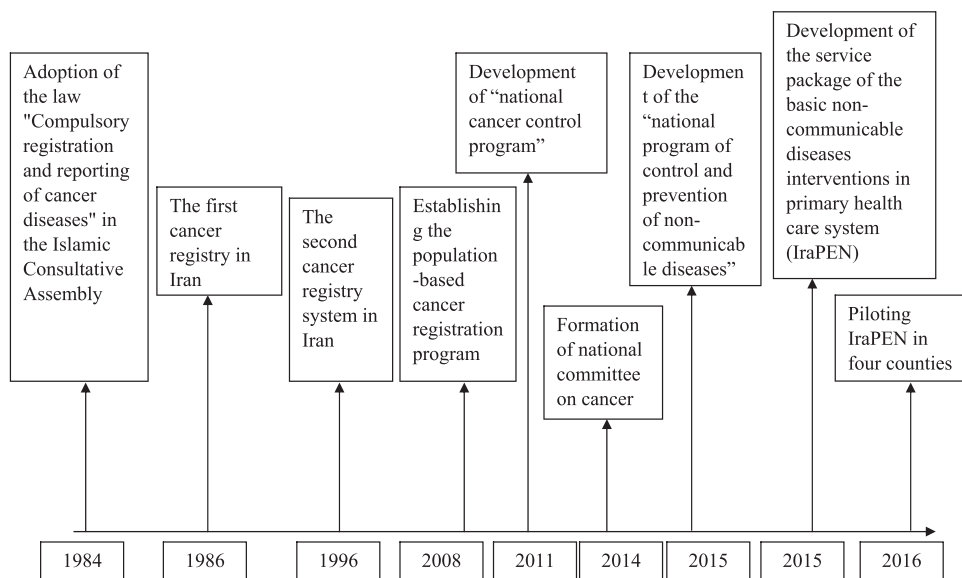 Adoption of
the law
"Compulsory
registration
and reporting
of cancer
diseases" in
the Islamic
Consultative
Assembly
The first
cancer
registry in
Iran
The
second
cancer
registry
system in
Iran
Establishin
g the
population
-based
cancer
registration
program
Development
of “national
cancer control
program”
Formation
of national
committee
on cancer
Developmen
t of the
“national
program of
control and
prevention
of non-
communicab
le diseases”
Development of
the service
package of the
basic non-
communicable
diseases
interventions in
primary health
care system
(IraPEN)
Piloting
IraPEN in
four counties
1984
1986
1996
2008
2011
2014
2015
2015
2016